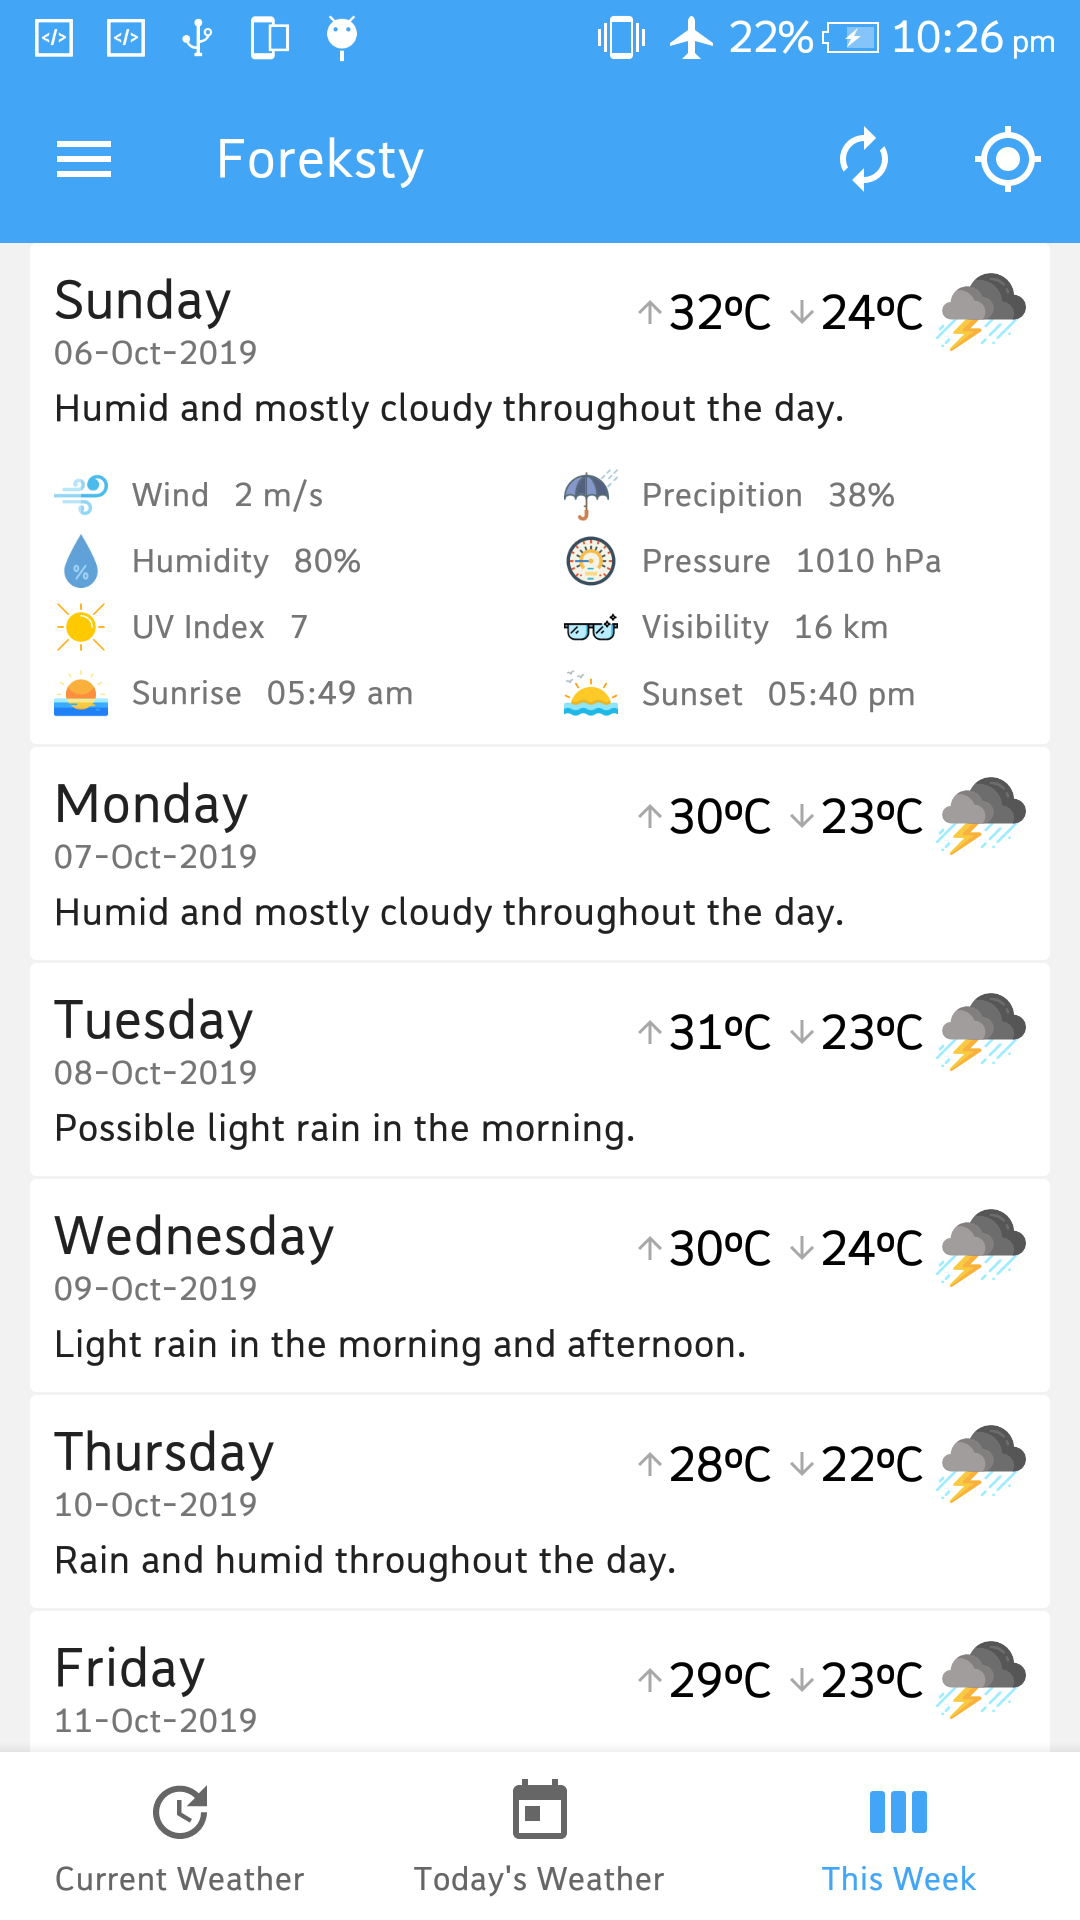 22% 10:26 pm
Foreksty
Sunday 32ºC 24ºC
06-Oct-2019
Humid and mostly cloudy throughout the day.
Wind 2 m/s Precipition 38%
% Humidity 80% Pressure 1010 hPa
UV Index 7 Visibility 16 km
Sunrise 05:49 am Sunset 05:40 pm
Monday 30ºC 23ºC
07-Oct-2019
Humid and mostly cloudy throughout the day.
Tuesday 31ºC 23ºC
08-Oct-2019
Possible light rain in the morning.
Wednesday 30ºC 24ºC
09-Oct-2019
Light rain in the morning and afternoon.
Thursday 28ºC 22ºC
10-Oct-2019
Rain and humid throughout the day.
Friday 29ºC 23ºC
11-Oct-2019
Current Weather Today's Weather This Week